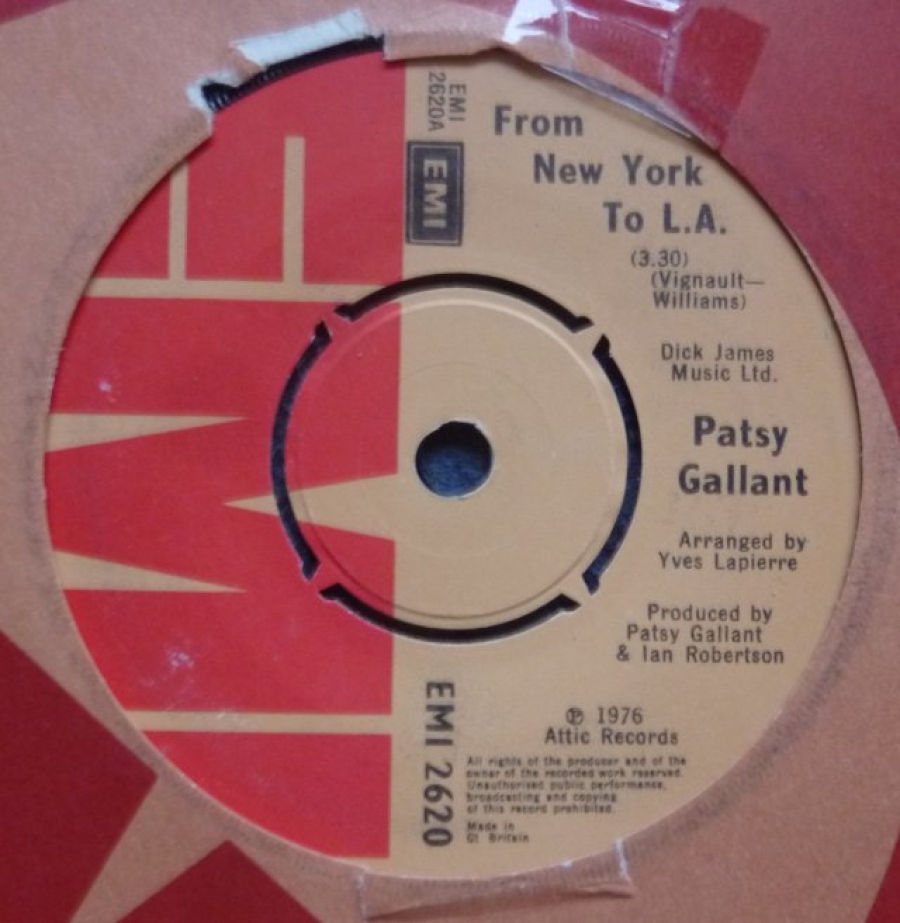 EMI
EMI
2620A
EMI
From
New York
To L.A.
(3.30)
(Vignault—
Williams)
Dick James
Music Ltd.
Patsy
Gallant
Arranged by
Yves Lapierre
Produced by
Patsy Gallant
& Ian Robertson
EMI 2620
℗ 1976
Attic Records
All rights of the producer and of the
owner of the recorded work reserved.
Unauthorised public performance,
broadcasting and copying
of this record prohibited.
Made in
Gt Britain